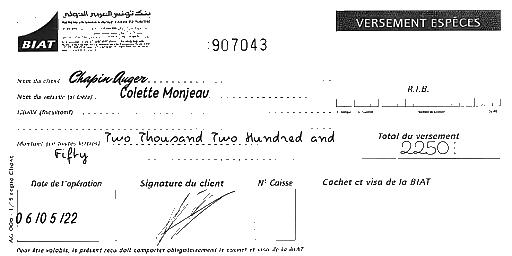 بنك تونس العربي الدولي
BIAT
VERSEMENT ESPÈCES
:907043
Nom du client Chapin Auger
R.I.B.
Nom du remettant (si tiers) : Colette Monjeau
Libellé (facultatif)
Montant (en toutes lettres) Two Thousand Two Hundred and
Fifty
Total du versement
2250
Date de l'opération
Signature du client
N° Caisse
Cachet et visa de la BIAT
06/05/22
Pour être valable, le présent reçu doit comporter obligatoirement le cachet et visa de la BIAT